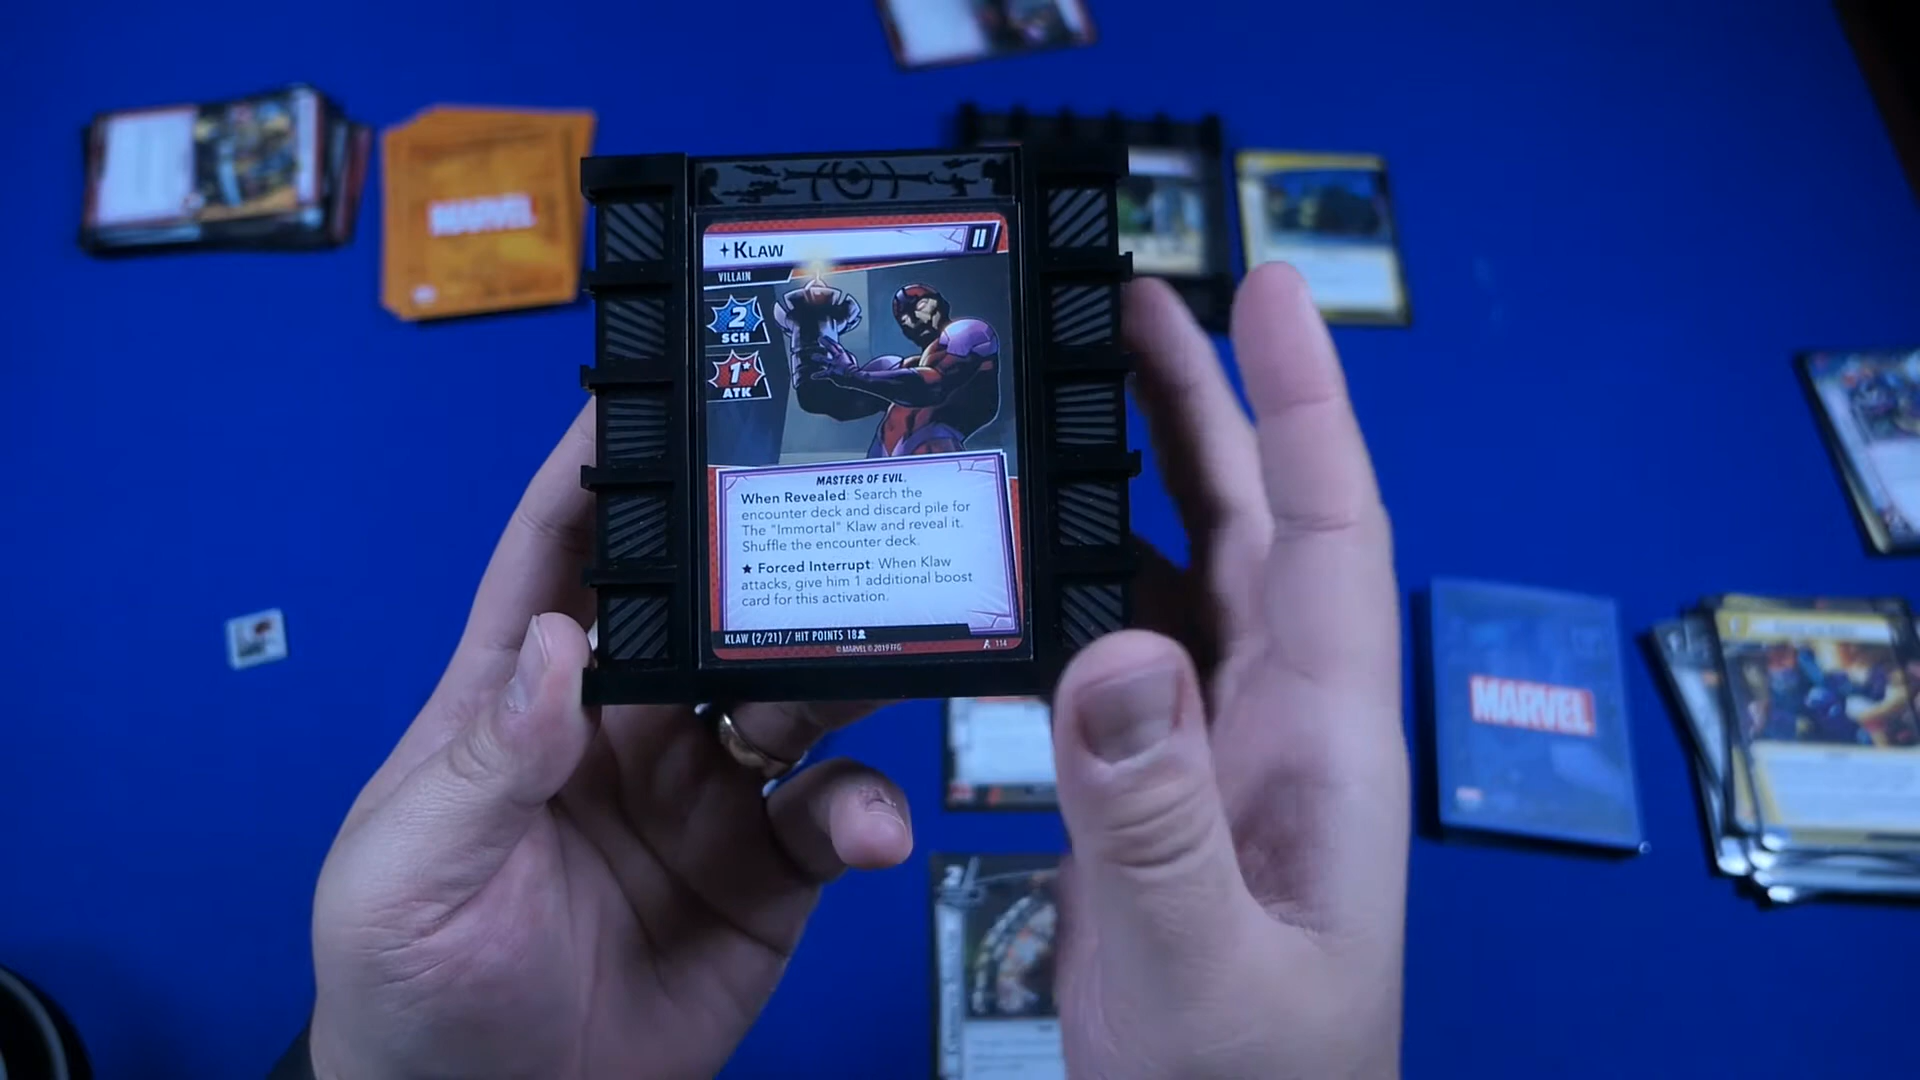 MARVEL
KLAW
II
VILLAIN
2
SCH
1*
ATK
MASTERS OF EVIL.
When Revealed: Search the
encounter deck and discard pile for
The "Immortal" Klaw and reveal it.
Shuffle the encounter deck.
★ Forced Interrupt: When Klaw
attacks, give him 1 additional boost
card for this activation.
KLAW (2/21) / HIT POINTS 18
© MARVEL © 2019 FFG
114
MARVEL
2